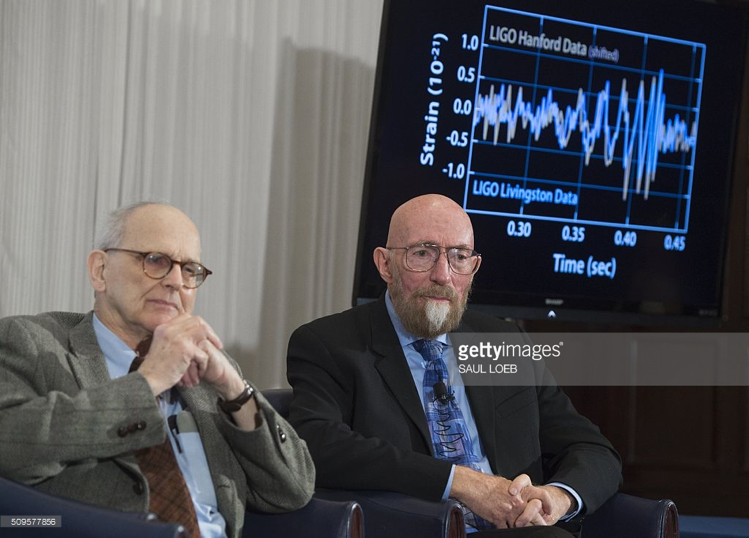 LIGO Hanford Data (shifted)
Strain (10-21)
1.0
0.5
0.0
-0.5
-1.0
LIGO Livingston Data
0.30 0.35 0.40 0.45
Time (sec)
SHARP
gettyimages®
SAUL LOEB
509577856